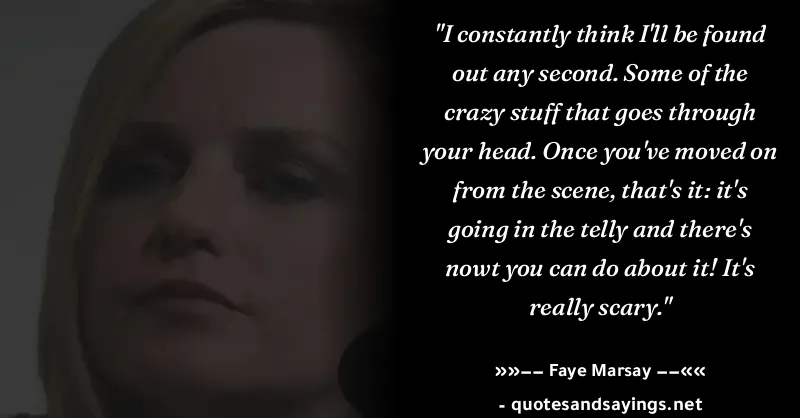 "I constantly think I'll be found
out any second. Some of the
crazy stuff that goes through
your head. Once you've moved on
from the scene, that's it: it's
going in the telly and there's
nowt you can do about it! It's
really scary."
»»−− Faye Marsay −−««
- quotesandsayings.net